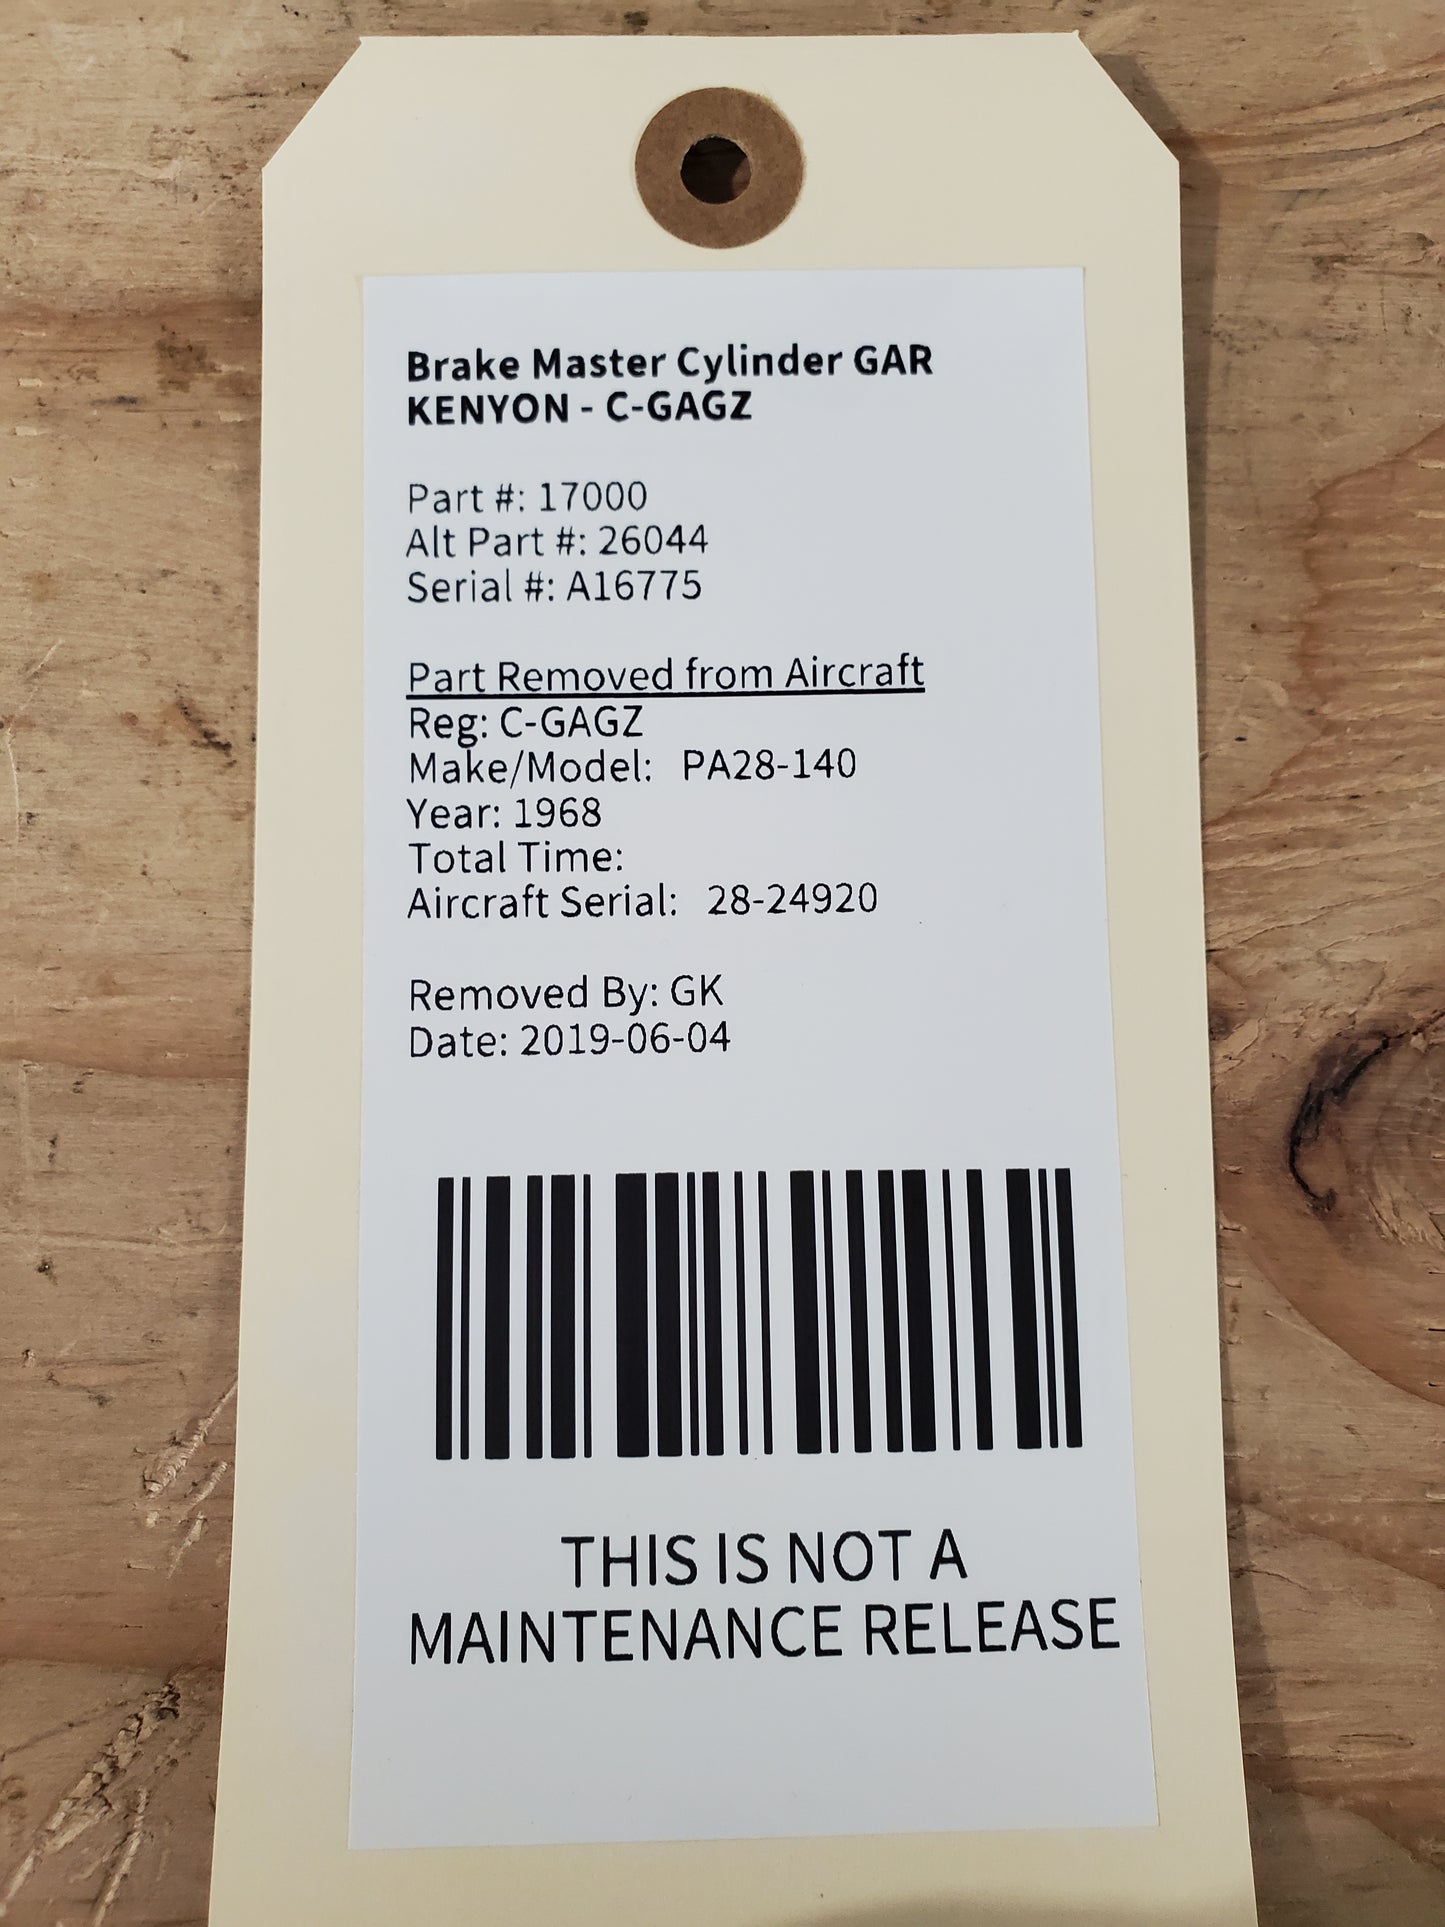 Brake Master Cylinder GAR
KENYON - C-GAGZ
Part #: 17000
Alt Part #: 26044
Serial #: A16775
Part Removed from Aircraft
Reg: C-GAGZ
Make/Model: PA28-140
Year: 1968
Total Time:
Aircraft Serial: 28-24920
Removed By: GK
Date: 2019-06-04
THIS IS NOT A
MAINTENANCE RELEASE